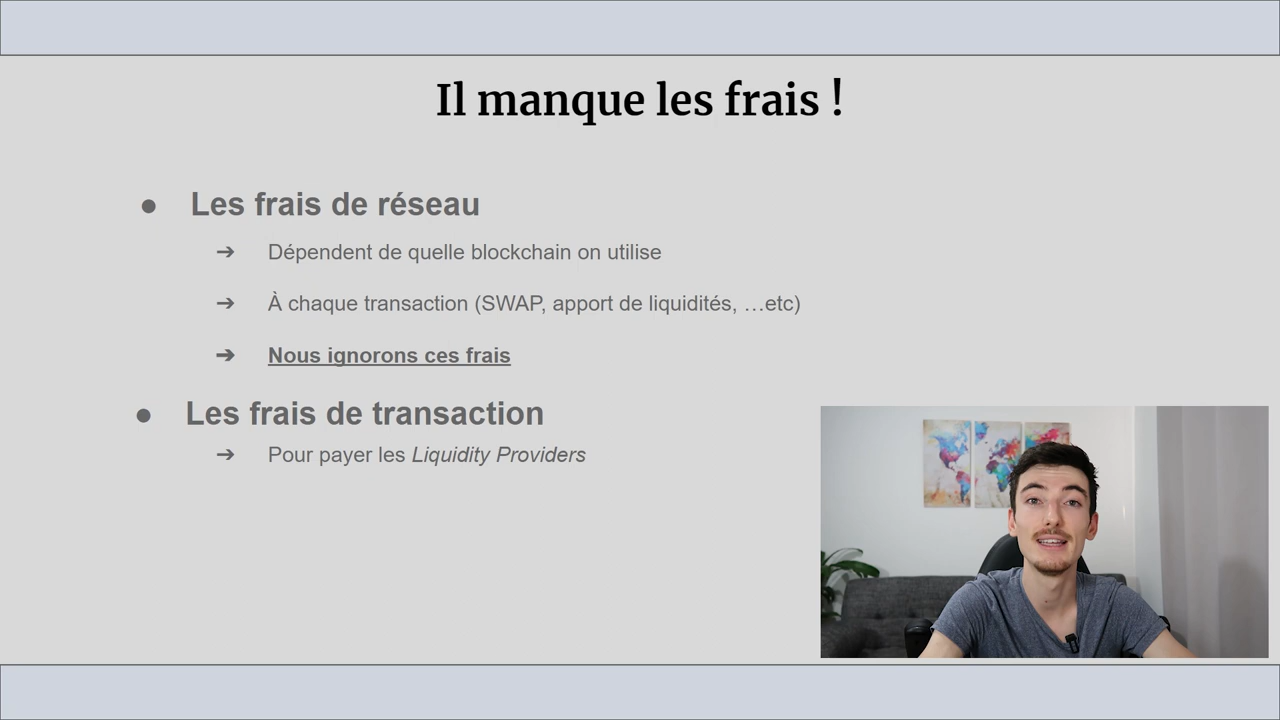 Il manque les frais !
● Les frais de réseau
➔ Dépendent de quelle blockchain on utilise
➔ À chaque transaction (SWAP, apport de liquidités, …etc)
➔ Nous ignorons ces frais
● Les frais de transaction
➔ Pour payer les Liquidity Providers